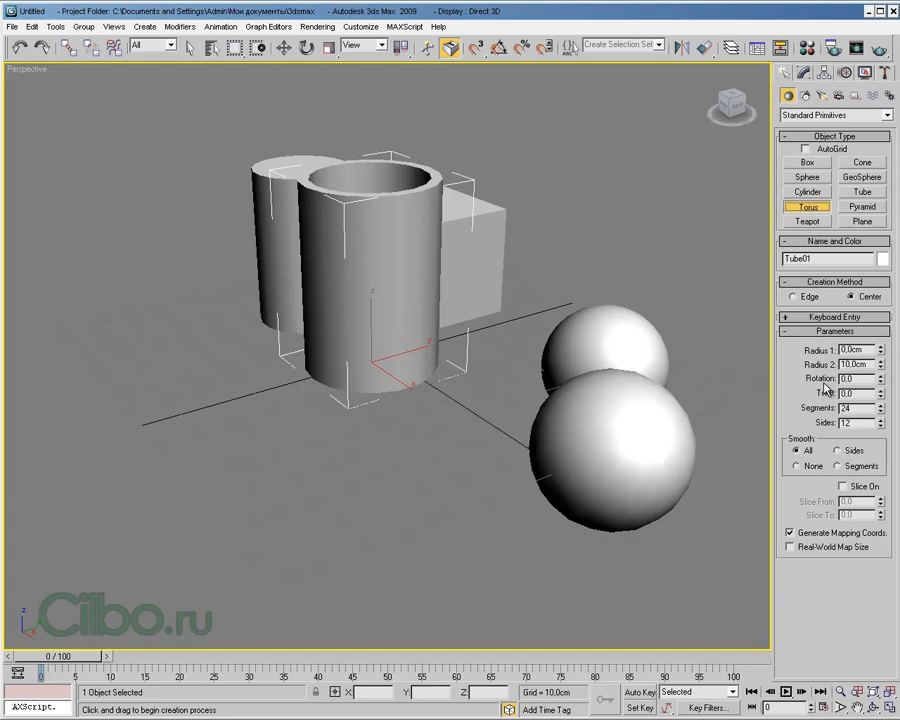 Untitled - Project Folder: C:\Documents and Settings\Admin\Мои документы\3dsmax - Autodesk 3ds Max 2009 - Display : Direct 3D
File Edit Tools Group Views Create Modifiers Animation Graph Editors Rendering Customize MAXScript Help
All View Create Selection Set
Perspective
Standard Primitives
- Object Type
AutoGrid
Box Cone
Sphere GeoSphere
Cylinder Tube
Torus Pyramid
Teapot Plane
- Name and Color
Tube01
- Creation Method
Edge Center
+ Keyboard Entry
- Parameters
Radius 1: 0,0cm
Radius 2: 10,0cm
Rotation: 0,0
0,0
Segments: 24
Sides: 12
Smooth:
All Sides
None Segments
Slice On
Slice From: 0,0
Slice To: 0,0
Generate Mapping Coords.
Real-World Map Size
z
y
x
Cilbo.ru
0 / 100
0 5 10 15 20 25 30 35 40 45 50 55 60 65 70 75 80 85 90 95 100
1 Object Selected X: Y: Z: Grid = 10,0cm Auto Key Selected
'AXScript. Click and drag to begin creation process Add Time Tag Set Key Key Filters... 0